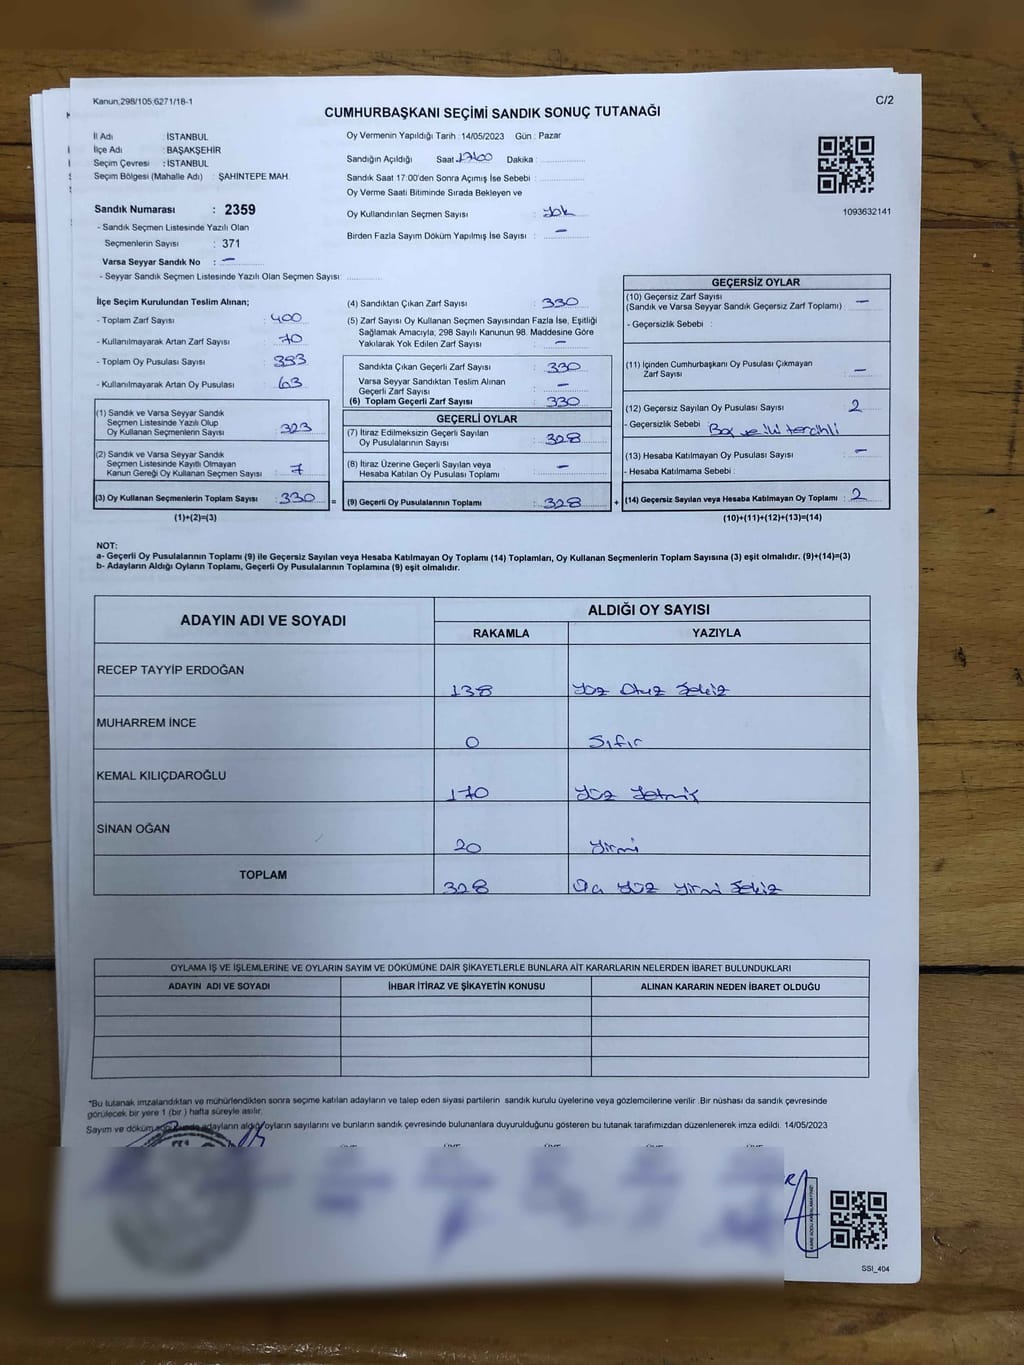 Kanun,298/105;6271/18-1
C/2
CUMHURBAŞKANI SEÇİMİ SANDIK SONUÇ TUTANAĞI
İl Adı : İSTANBUL
İlçe Adı : BAŞAKŞEHİR
Seçim Çevresi : İSTANBUL
Seçim Bölgesi (Mahalle Adı) : ŞAHİNTEPE MAH.
Sandık Numarası : 2359
- Sandık Seçmen Listesinde Yazılı Olan
Seçmenlerin Sayısı : 371
Varsa Seyyar Sandık No : —
- Seyyar Sandık Seçmen Listesinde Yazılı Olan Seçmen Sayısı:
Oy Vermenin Yapıldığı Tarih : 14/05/2023 Gün : Pazar
Sandığın Açıldığı Saat 1700 Dakika :
Sandık Saat 17:00'den Sonra Açımış İse Sebebi :
Oy Verme Saati Bitiminde Sırada Bekleyen ve
Oy Kullandırılan Seçmen Sayısı : Yok
Birden Fazla Sayım Döküm Yapılmış İse Sayısı : —
1093632141
İlçe Seçim Kurulundan Teslim Alınan;
- Toplam Zarf Sayısı : 400
- Kullanılmayarak Artan Zarf Sayısı : 70
- Toplam Oy Pusulası Sayısı : 393
- Kullanılmayarak Artan Oy Pusulası : 63
(1) Sandık ve Varsa Seyyar Sandık
Seçmen Listesinde Yazılı Olup
Oy Kullanan Seçmenlerin Sayısı : 323
(2) Sandık ve Varsa Seyyar Sandık
Seçmen Listesinde Kayıtlı Olmayan
Kanun Gereği Oy Kullanan Seçmen Sayısı : 7
(3) Oy Kullanan Seçmenlerin Toplam Sayısı : 330 =
(1)+(2)=(3)
(4) Sandıktan Çıkan Zarf Sayısı : 330
(5) Zarf Sayısı Oy Kullanan Seçmen Sayısından Fazla İse, Eşitliği
Sağlamak Amacıyla; 298 Sayılı Kanunun 98. Maddesine Göre
Yakılarak Yok Edilen Zarf Sayısı : —
Sandıkta Çıkan Geçerli Zarf Sayısı : 330
Varsa Seyyar Sandıktan Teslim Alınan
Geçerli Zarf Sayısı : —
(6) Toplam Geçerli Zarf Sayısı : 330
GEÇERLİ OYLAR
(7) İtiraz Edilmeksizin Geçerli Sayılan
Oy Pusulalarının Sayısı : 328
(8) İtiraz Üzerine Geçerli Sayılan veya
Hesaba Katılan Oy Pusulası Toplamı : —
(9) Geçerli Oy Pusulalarının Toplamı : 328 +
GEÇERSİZ OYLAR
(10) Geçersiz Zarf Sayısı
(Sandık ve Varsa Seyyar Sandık Geçersiz Zarf Toplamı) : —
- Geçersizlik Sebebi :
(11) İçinden Cumhurbaşkanı Oy Pusulası Çıkmayan
Zarf Sayısı : —
(12) Geçersiz Sayılan Oy Pusulası Sayısı : 2
- Geçersizlik Sebebi : Boş ve iki tercihli
(13) Hesaba Katılmayan Oy Pusulası Sayısı : —
- Hesaba Katılmama Sebebi :
(14) Geçersiz Sayılan veya Hesaba Katılmayan Oy Toplamı : 2
(10)+(11)+(12)+(13)=(14)
NOT:
a- Geçerli Oy Pusulalarının Toplamı (9) ile Geçersiz Sayılan veya Hesaba Katılmayan Oy Toplamı (14) Toplamları, Oy Kullanan Seçmenlerin Toplam Sayısına (3) eşit olmalıdır. (9)+(14)=(3)
b- Adayların Aldığı Oyların Toplamı, Geçerli Oy Pusulalarının Toplamına (9) eşit olmalıdır.
ADAYIN ADI VE SOYADI
ALDIĞI OY SAYISI
RAKAMLA YAZIYLA
RECEP TAYYİP ERDOĞAN 138 Yüz Otuz Sekiz
MUHARREM İNCE 0 Sıfır
KEMAL KILIÇDAROĞLU 170 Yüz Yetmiş
SİNAN OĞAN 20 Yirmi
TOPLAM 328 Üç Yüz Yirmi Sekiz
OYLAMA İŞ VE İŞLEMLERİNE VE OYLARIN SAYIM VE DÖKÜMÜNE DAİR ŞİKAYETLERLE BUNLARA AİT KARARLARIN NELERDEN İBARET BULUNDUKLARI
ADAYIN ADI VE SOYADI İHBAR İTİRAZ VE ŞİKAYETİN KONUSU ALINAN KARARIN NEDEN İBARET OLDUĞU
*Bu tutanak imzalandıktan ve mühürlendikten sonra seçime katılan adayların ve talep eden siyasi partilerin sandık kurulu üyelerine veya gözlemcilerine verilir .Bir nüshası da sandık çevresinde
görülecek bir yere 1 (bir ) hafta süreyle asılır.
Sayım ve döküm adayların aldığı oyların sayılarını ve bunların sandık çevresinde bulunanlara duyurulduğunu gösteren bu tutanak tarafımızdan düzenlenerek imza edildi. 14/05/2023
SSI_404